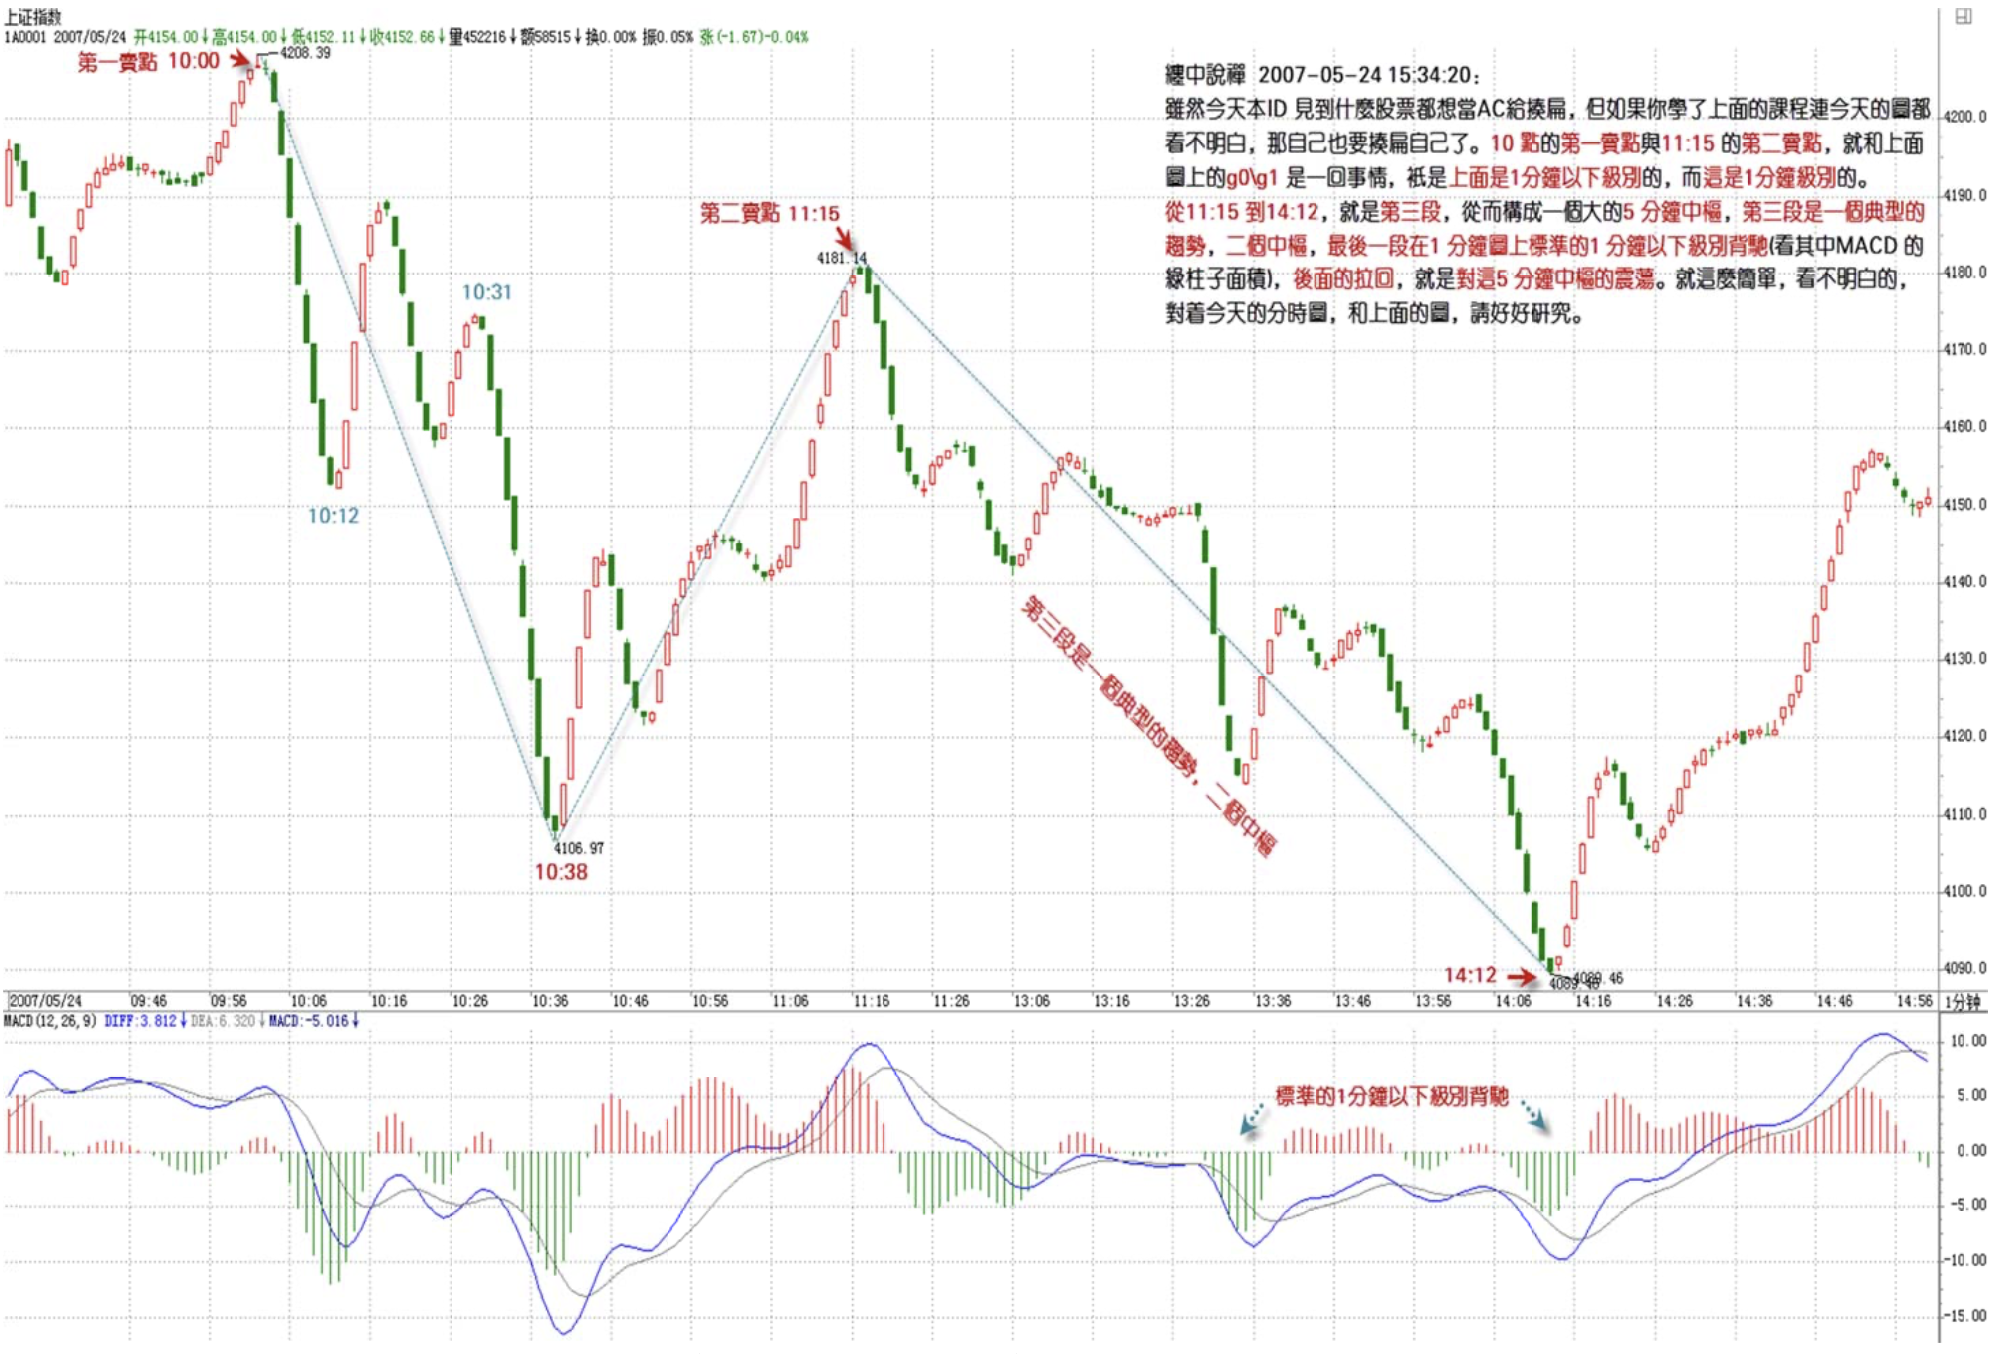 上证指数
1A0001 2007/05/24 开4154.00↓高4154.00↓低4152.11↓收4152.66↓量452216↓额58515↓换0.00% 振0.05% 涨(-1.67)-0.04%
第一賣點 10:00
4208.39
纏中說禪 2007-05-24 15:34:20:
雖然今天本ID 見到什麼股票都想當AC給揍扁，但如果你學了上面的課程連今天的圖都
看不明白，那自己也要揍扁自己了。10 點的第一賣點與11:15 的第二賣點，就和上面
圖上的g0\g1 是一回事情，衹是上面是1分鐘以下級別的，而這是1分鐘級別的。
從11:15 到14:12，就是第三段，從而構成一個大的5 分鐘中樞，第三段是一個典型的
趨勢，二個中樞，最後一段在1 分鐘圖上標準的1 分鐘以下級別背馳(看其中MACD 的
綠柱子面積)，後面的拉回，就是對這5 分鐘中樞的震蕩。就這麼簡單，看不明白的，
對着今天的分時圖，和上面的圖，請好好研究。
4200.0
4190.0
4180.0
4170.0
4160.0
4150.0
4140.0
4130.0
4120.0
4110.0
4100.0
4090.0
第二賣點 11:15
4181.14
10:31
10:12
第三段是一個典型的趨勢，二個中樞
4106.97
10:38
14:12
4089.46
4089.46
2007/05/24 09:46 09:56 10:06 10:16 10:26 10:36 10:46 10:56 11:06 11:16 11:26 13:06 13:16 13:26 13:36 13:46 13:56 14:06 14:16 14:26 14:36 14:46 14:56 1分钟
MACD(12,26,9) DIFF:3.812↓ DEA:6.320↓ MACD:-5.016↓
標準的1分鐘以下級別背馳
10.00
5.00
0.00
-5.00
-10.00
-15.00